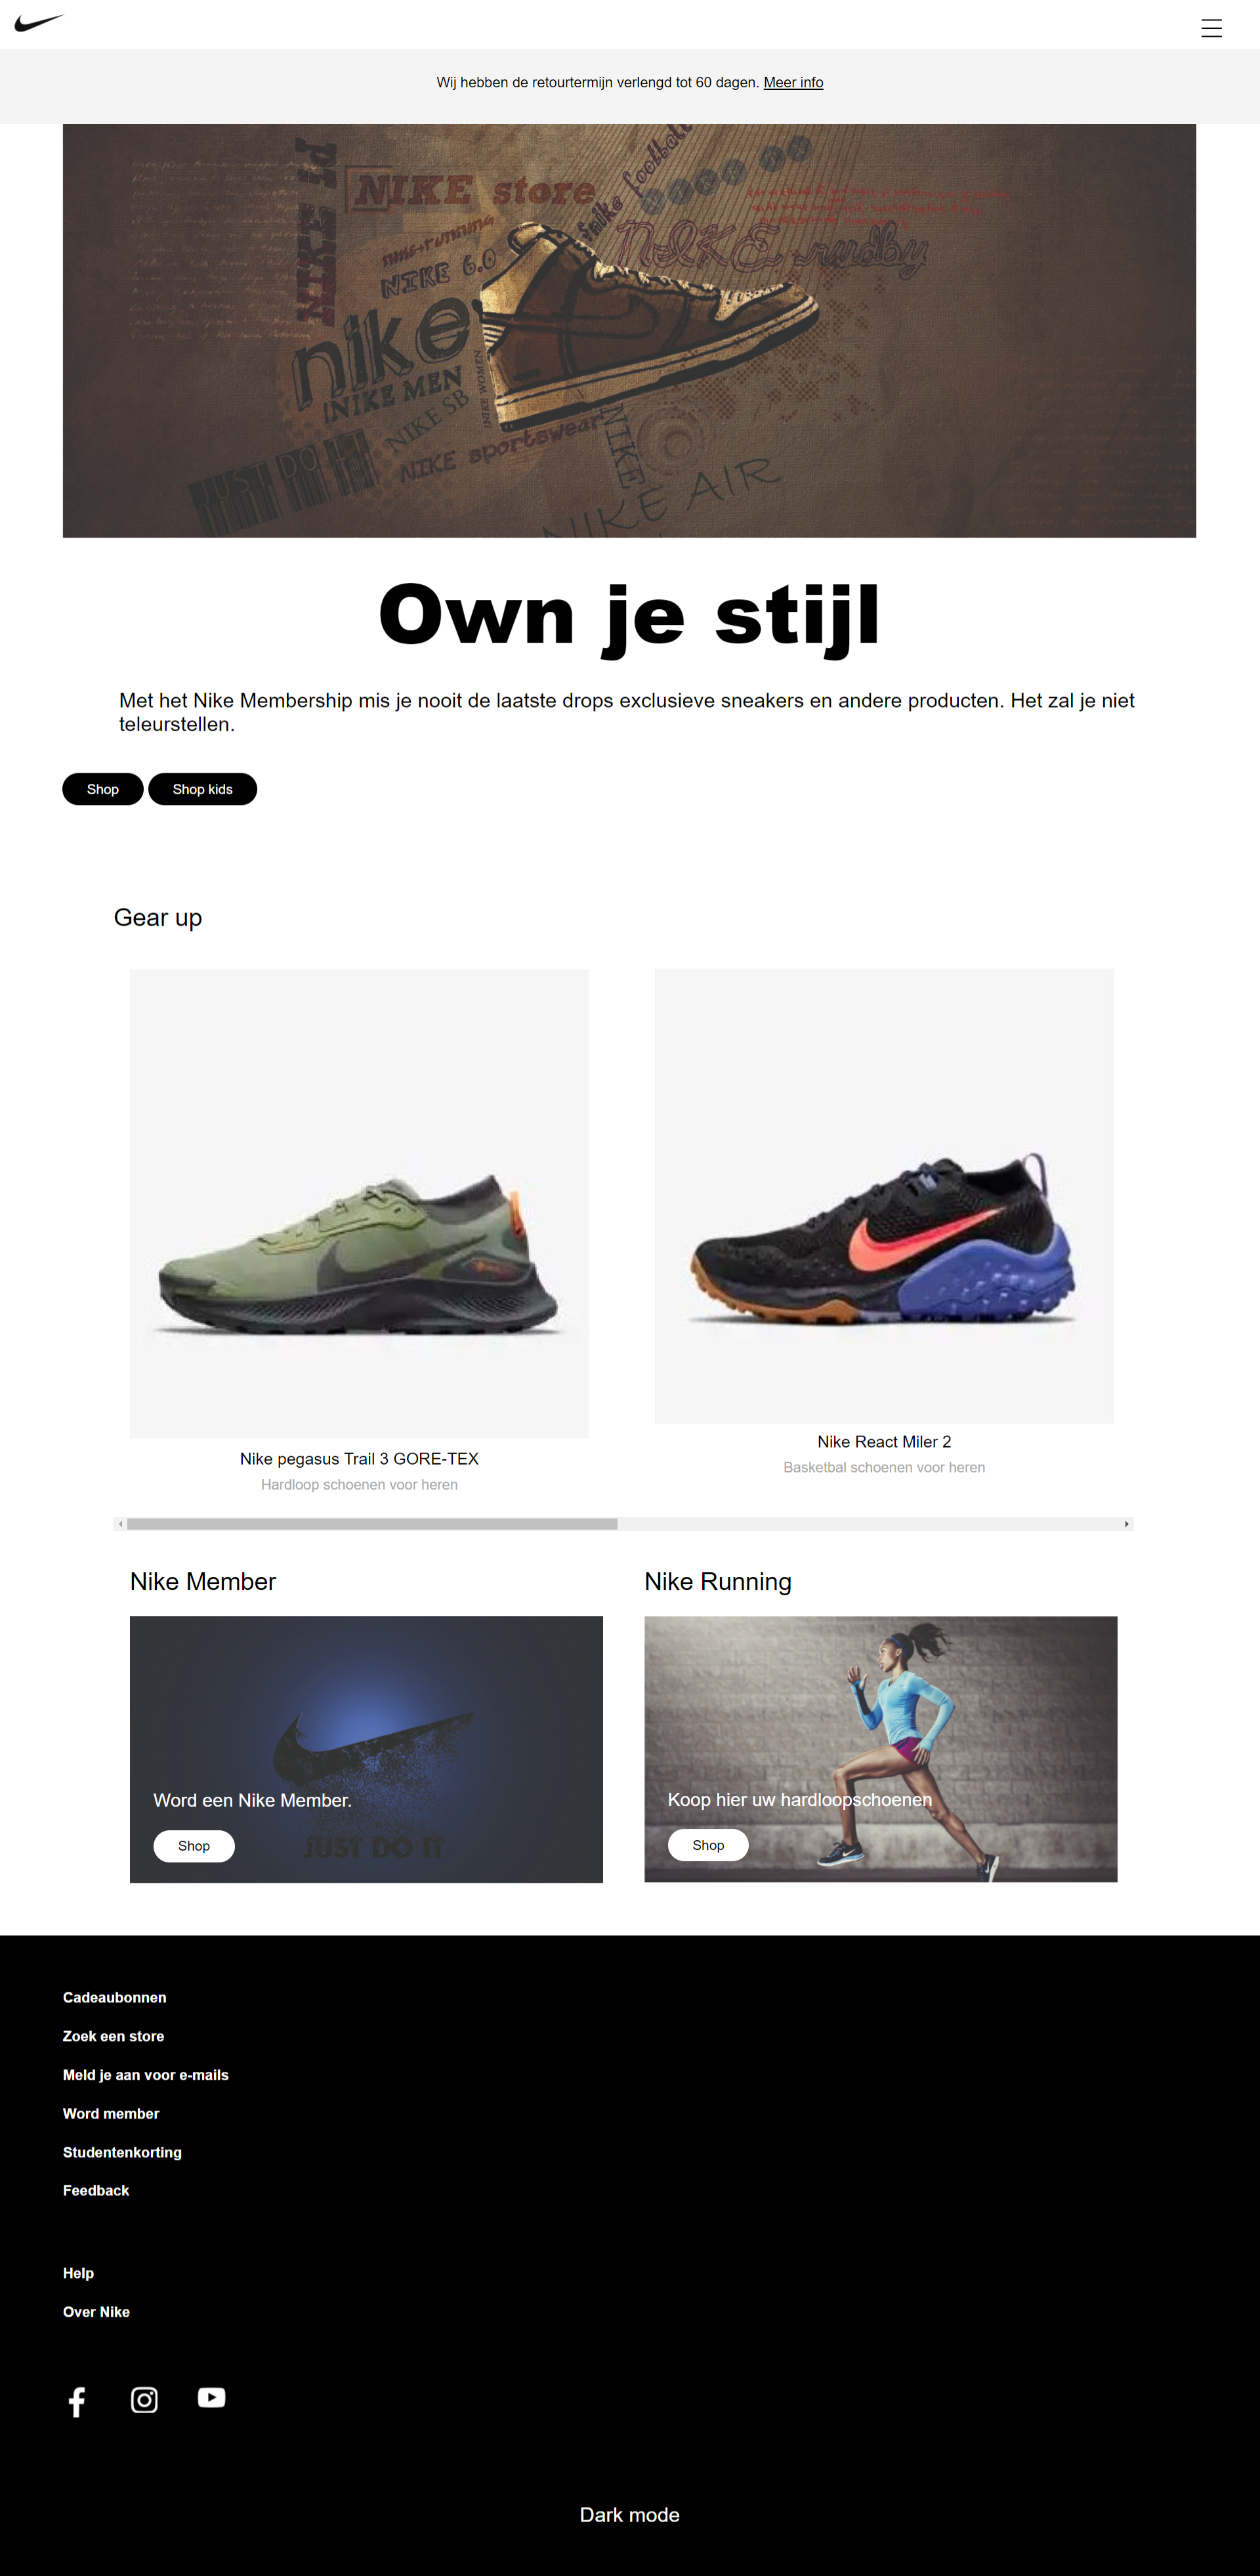 Wij hebben de retourtermijn verlengd tot 60 dagen. Meer info
NIKE store
football
nike
NIKE rugby
nike+running
NIKE 6.0
nike
NIKE MEN
NIKE WOMEN
NIKE SB
JUST DO IT
NIKE sportswear
NIKE
NIKE AIR
Own je stijl
Met het Nike Membership mis je nooit de laatste drops exclusieve sneakers en andere producten. Het zal je niet
teleurstellen.
Shop
Shop kids
Gear up
Nike pegasus Trail 3 GORE-TEX
Hardloop schoenen voor heren
Nike React Miler 2
Basketbal schoenen voor heren
Nike Member
Nike Running
Word een Nike Member.
Shop
JUST DO IT
Koop hier uw hardloopschoenen
Shop
Cadeaubonnen
Zoek een store
Meld je aan voor e-mails
Word member
Studentenkorting
Feedback
Help
Over Nike
Dark mode